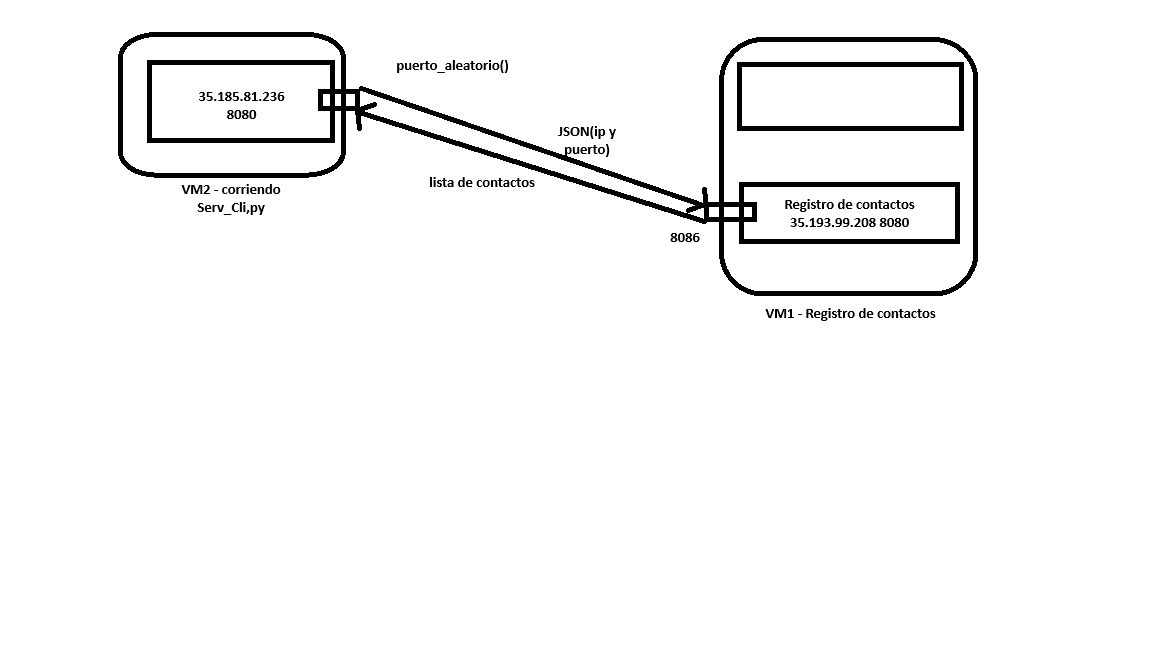 puerto_aleatorio()
35.185.81.236
8080
JSON(ip y
puerto)
lista de contactos
VM2 - corriendo
Serv_Cli,py
Registro de contactos
35.193.99.208 8080
8086
VM1 - Registro de contactos